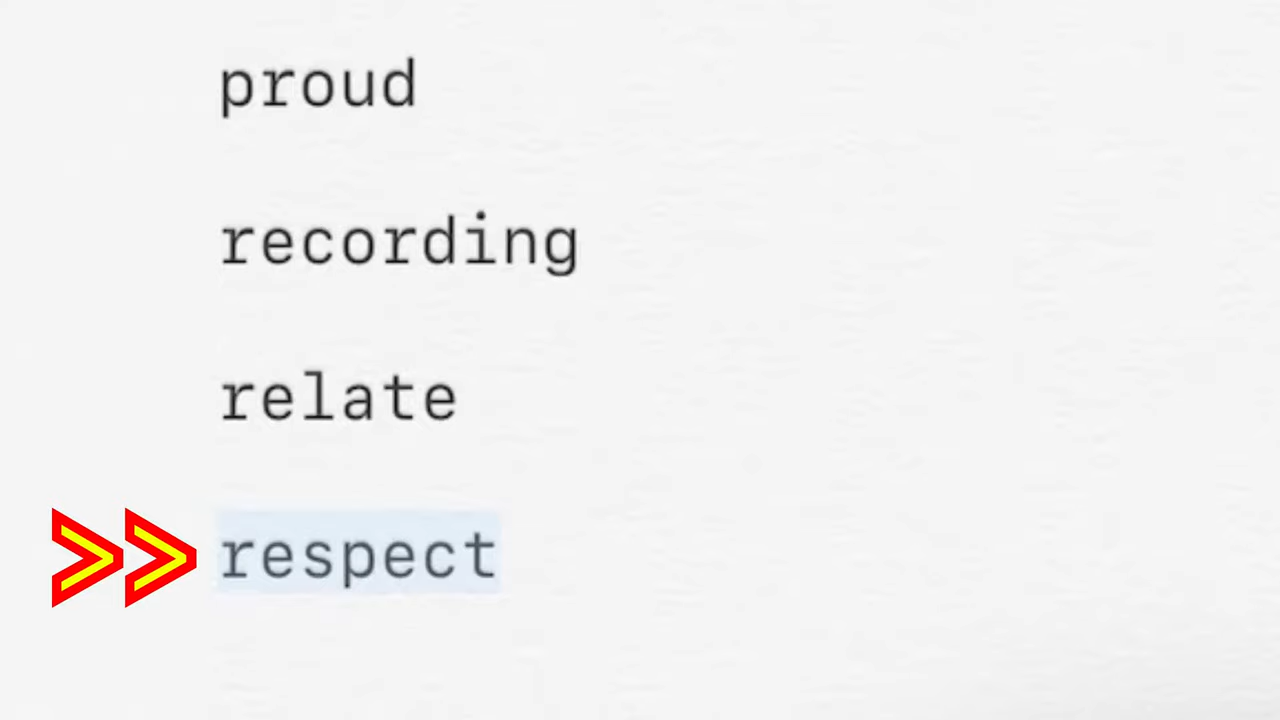 proud
recording
relate
>> respect